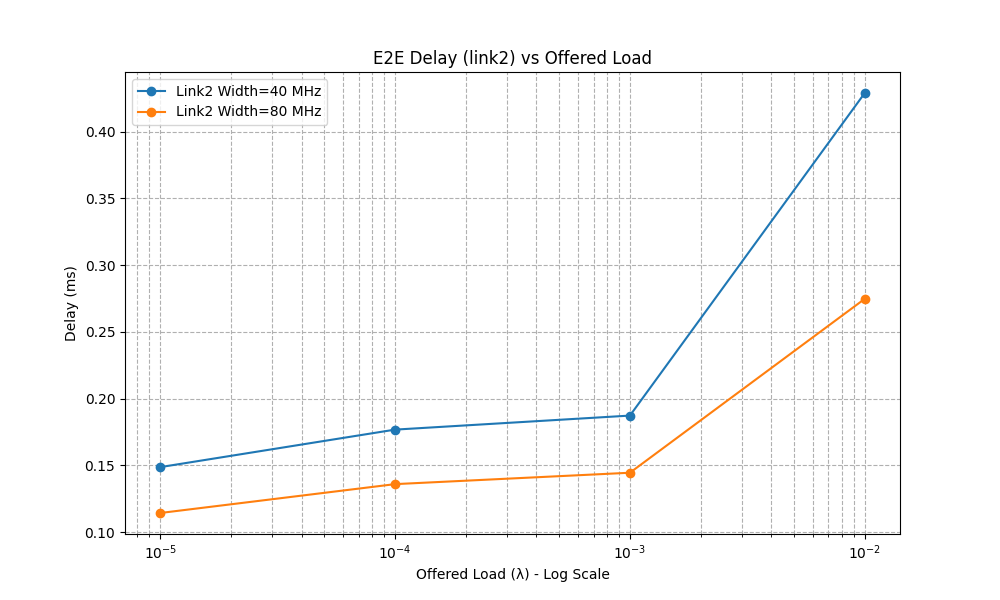 E2E Delay (link2) vs Offered Load
Link2 Width=40 MHz
Link2 Width=80 MHz
Delay (ms)
0.40
0.35
0.30
0.25
0.20
0.15
0.10
10⁻⁵ 10⁻⁴ 10⁻³ 10⁻²
Offered Load (λ) - Log Scale